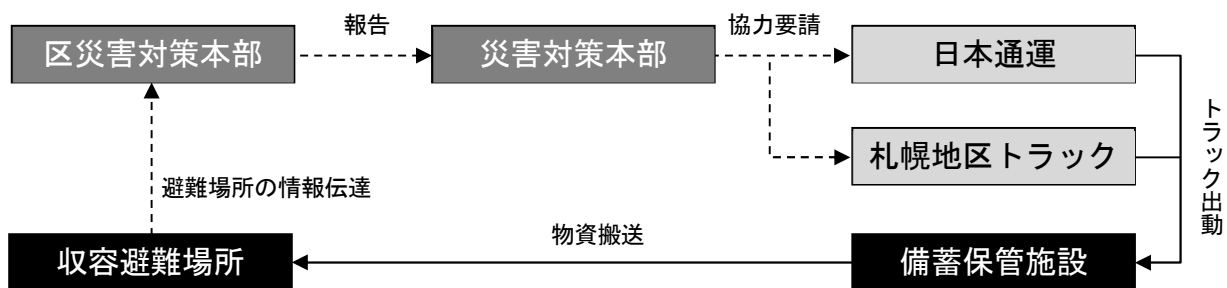 報告
協力要請
区災害対策本部
災害対策本部
日本通運
札幌地区トラック
トラック出動
避難場所の情報伝達
物資搬送
収容避難場所
備蓄保管施設